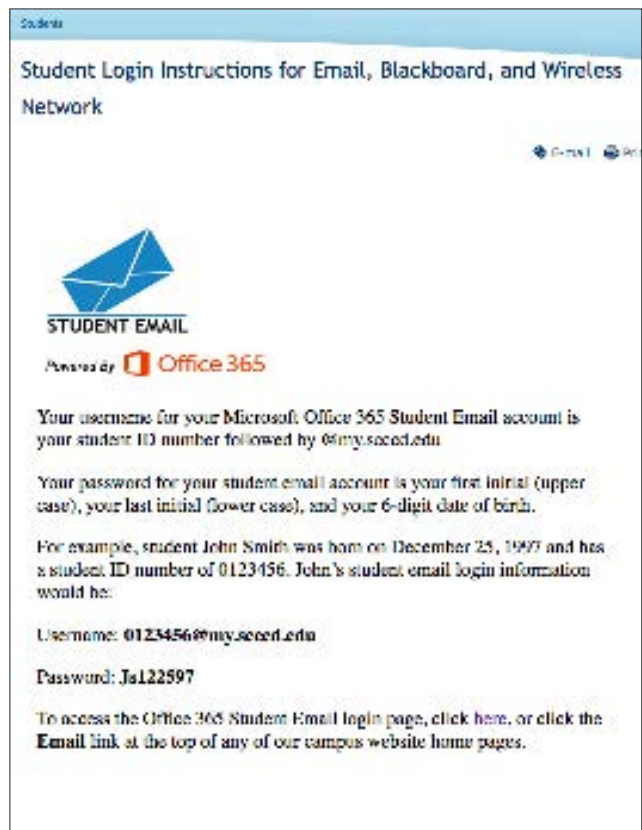 Students
Student Login Instructions for Email, Blackboard, and Wireless
Network
E-mail Pri
STUDENT EMAIL
Powered by Office 365
Your username for your Microsoft Office 365 Student Email account is
your student ID number followed by @my.sccd.edu
Your password for your student email account is your first initial (upper
case), your last initial (lower case), and your 6-digit date of birth.
For example, student John Smith was born on December 25, 1997 and has
a student ID number of 0123456. John's student email login information
would be:
Username: 0123456@my.sccd.edu
Password: Js122597
To access the Office 365 Student Email login page, click here, or click the
Email link at the top of any of our campus website home pages.